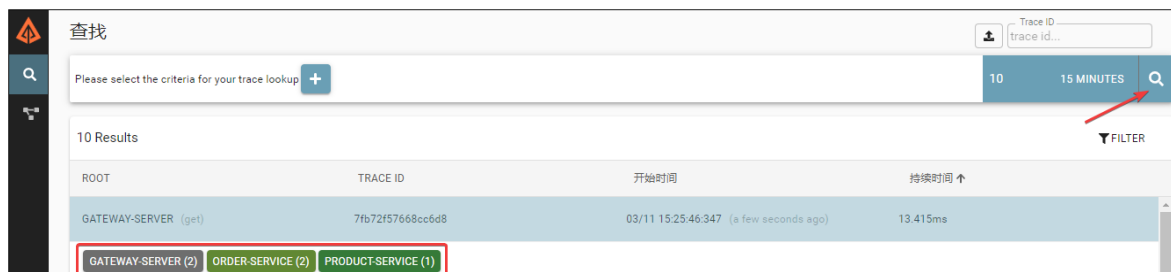 查找
Trace ID
trace id...
Please select the criteria for your trace lookup +
10 15 MINUTES
10 Results
FILTER
ROOT TRACE ID 开始时间 持续时间
GATEWAY-SERVER (get) 7fb72f57668cc6d8 03/11 15:25:46:347 (a few seconds ago) 13.415ms
GATEWAY-SERVER (2) ORDER-SERVICE (2) PRODUCT-SERVICE (1)